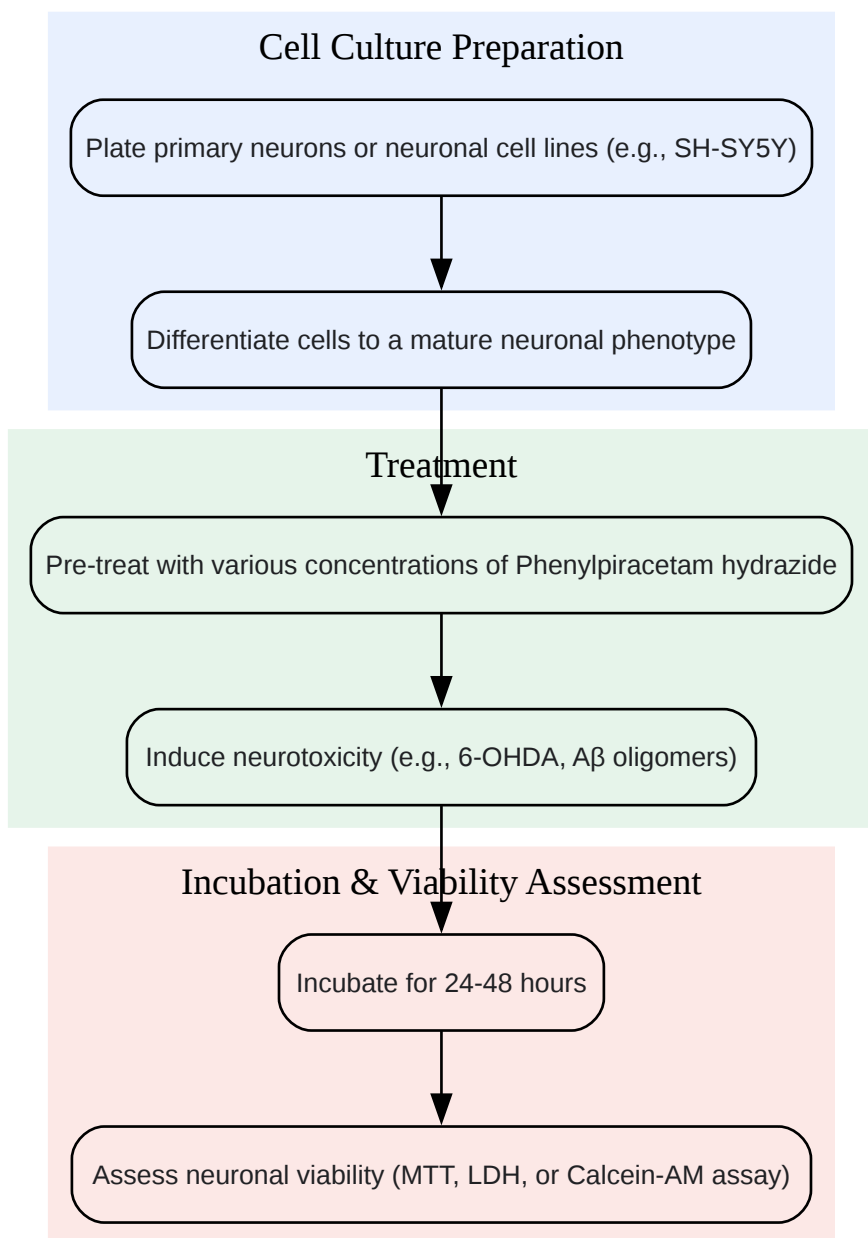 Cell Culture Preparation
Plate primary neurons or neuronal cell lines (e.g., SH-SY5Y)
Differentiate cells to a mature neuronal phenotype
Treatment
Pre-treat with various concentrations of Phenylpiracetam hydrazide
Induce neurotoxicity (e.g., 6-OHDA, Aβ oligomers)
Incubation & Viability Assessment
Incubate for 24-48 hours
Assess neuronal viability (MTT, LDH, or Calcein-AM assay)